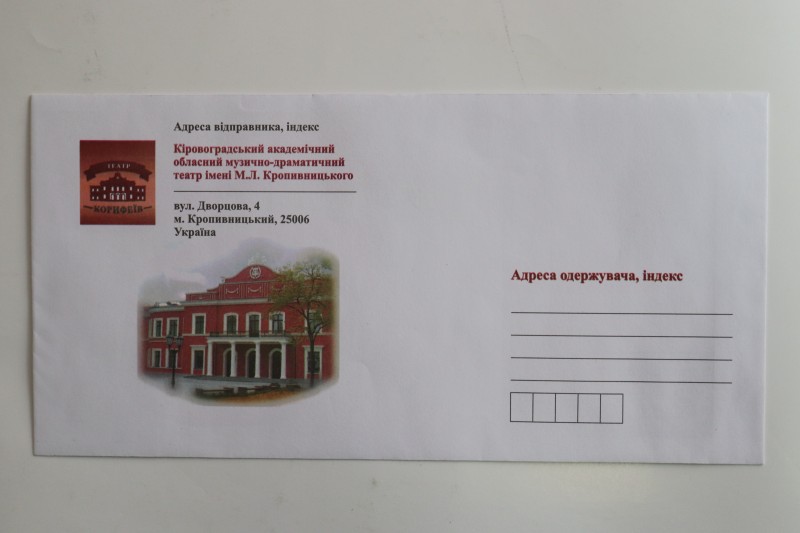 Адреса відправника, індекс
ТЕАТР
КОРИФЕЇВ
Кіровоградський академічний
обласний музично-драматичний
театр імені М.Л. Кропивницького
вул. Дворцова, 4
м. Кропивницький, 25006
Україна
Адреса одержувача, індекс